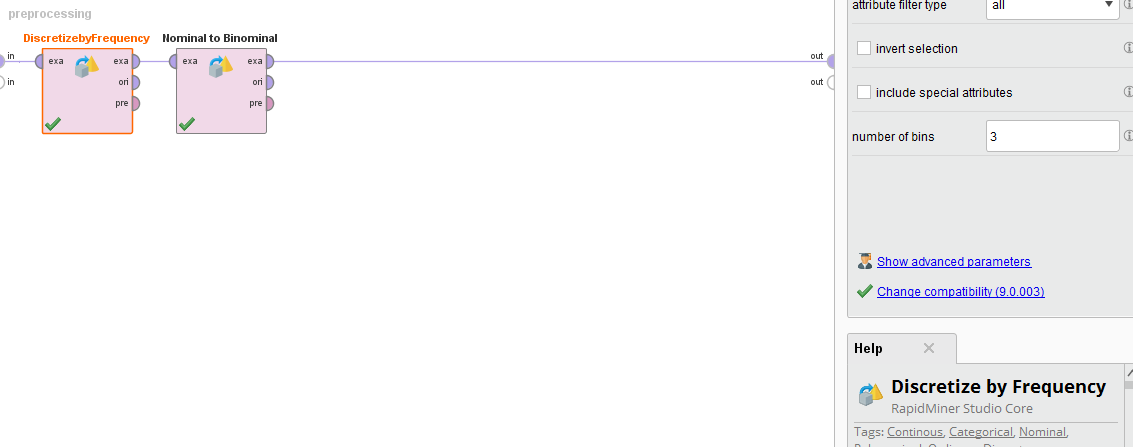 preprocessing
attribute filter type all
DiscretizebyFrequency Nominal to Binominal
invert selection
in exa exa exa exa out
in ori ori out
include special attributes
pre pre
number of bins 3
Show advanced parameters
Change compatibility (9.0.003)
Help
Discretize by Frequency
RapidMiner Studio Core
Tags: Continous, Categorical, Nominal,